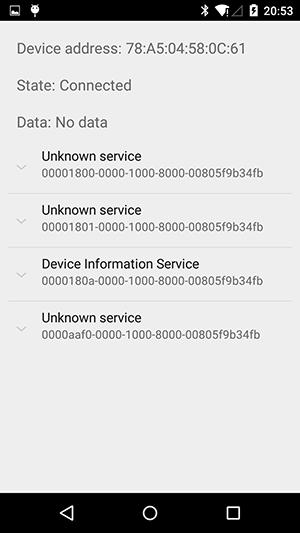 20:53
Device address: 78:A5:04:58:0C:61
State: Connected
Data: No data
Unknown service
00001800-0000-1000-8000-00805f9b34fb
Unknown service
00001801-0000-1000-8000-00805f9b34fb
Device Information Service
0000180a-0000-1000-8000-00805f9b34fb
Unknown service
0000aaf0-0000-1000-8000-00805f9b34fb